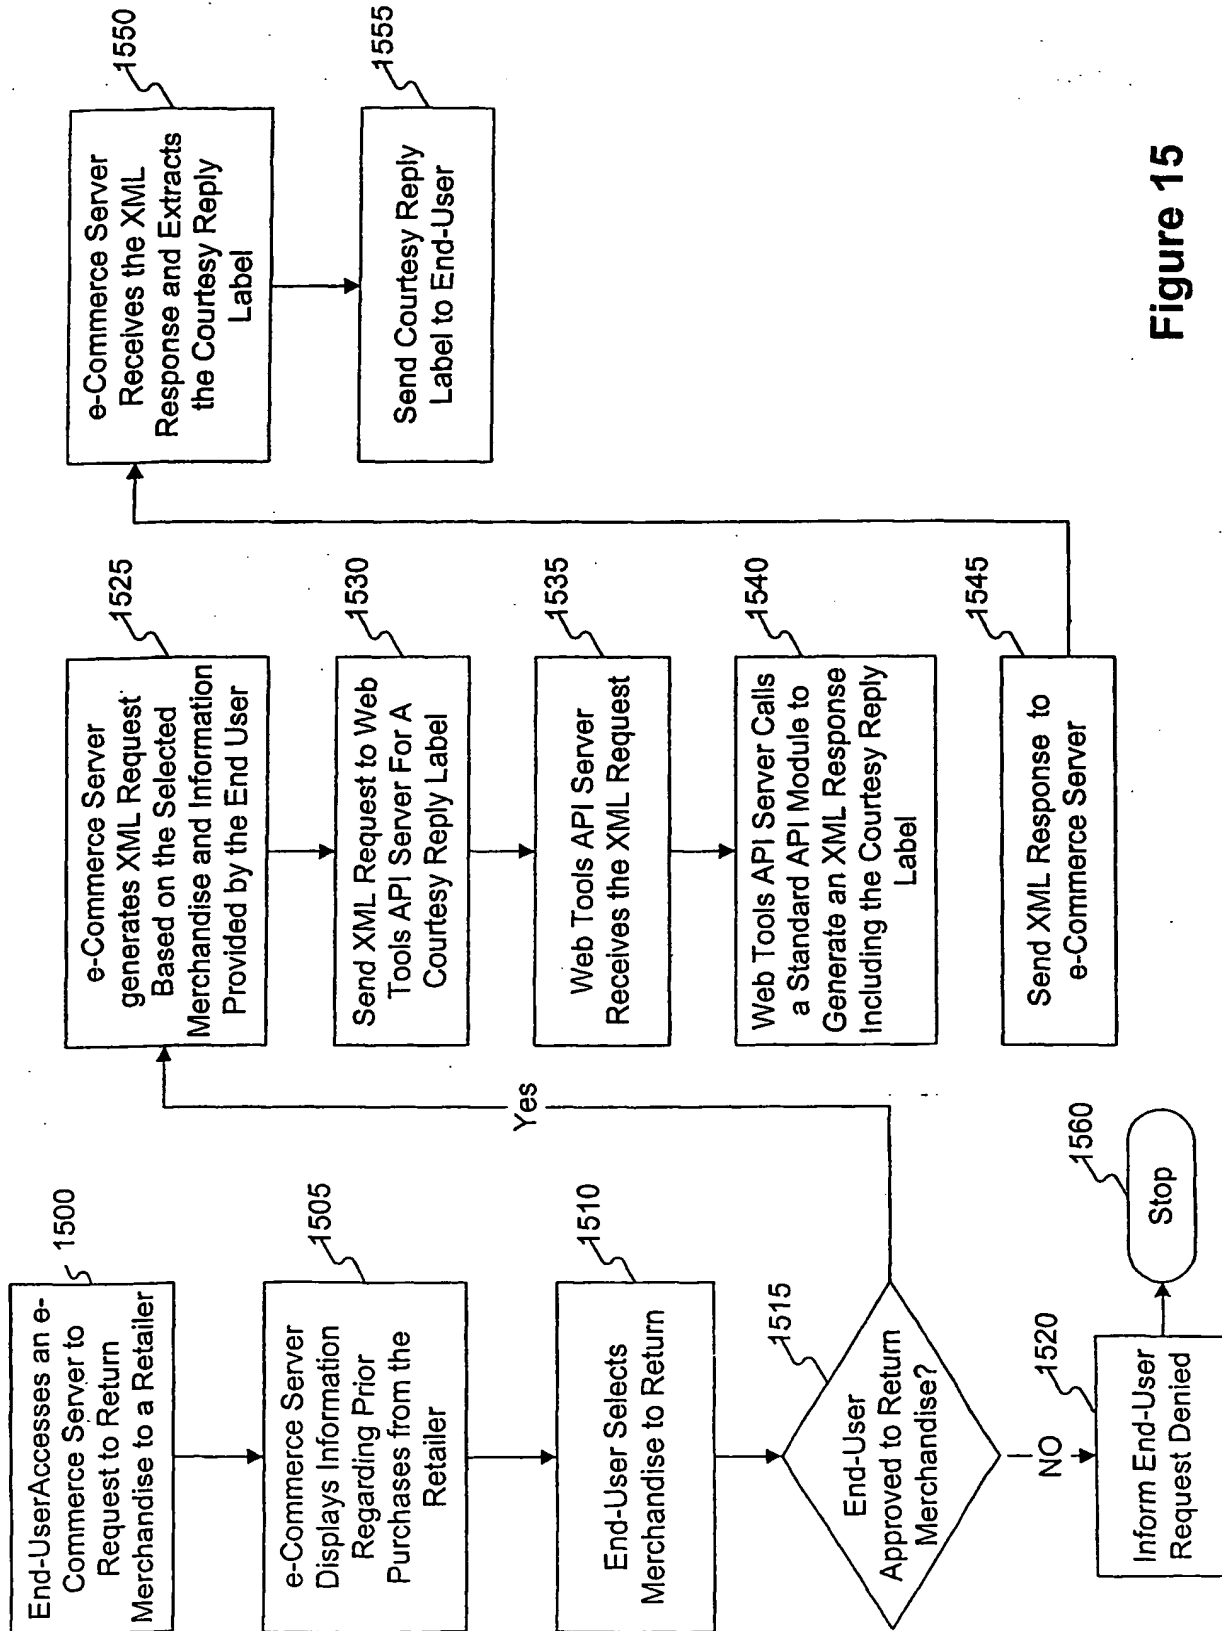 1500
End-UserAccesses an e-
Commerce Server to
Request to Return
Merchandise to a Retailer
1505
e-Commerce Server
Displays Information
Regarding Prior
Purchases from the
Retailer
1510
End-User Selects
Merchandise to Return
1515
End-User
Approved to Return
Merchandise?
Yes
NO
1520
Inform End-User
Request Denied
1560
Stop
1525
e-Commerce Server
generates XML Request
Based on the Selected
Merchandise and Information
Provided by the End User
1530
Send XML Request to Web
Tools API Server For A
Courtesy Reply Label
1535
Web Tools API Server
Receives the XML Request
1540
Web Tools API Server Calls
a Standard API Module to
Generate an XML Response
Including the Courtesy Reply
Label
1545
Send XML Response to
e-Commerce Server
1550
e-Commerce Server
Receives the XML
Response and Extracts
the Courtesy Reply
Label
1555
Send Courtesy Reply
Label to End-User
Figure 15